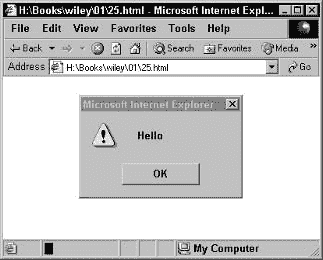 H:\Books\wiley\01\25.html - Microsoft Internet Explor...
File Edit View Favorites Tools Help
Back Search Favorites Media »
Address H:\Books\wiley\01\25.html Go
Microsoft Internet Explorer
Hello
OK
My Computer